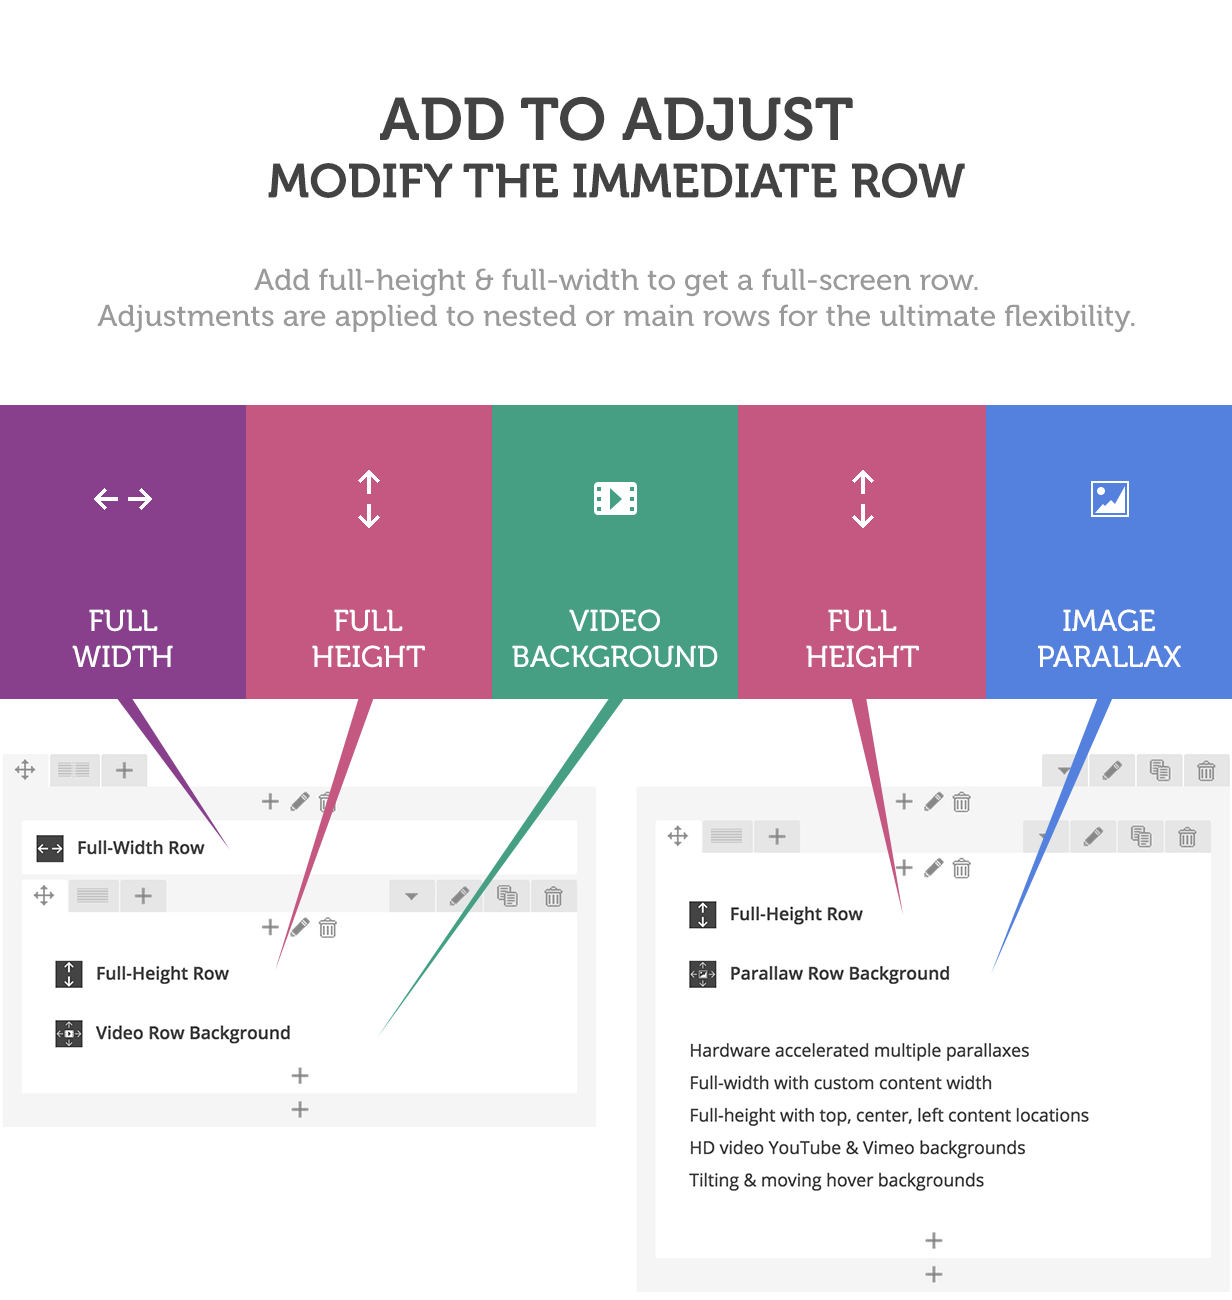 ADD TO ADJUST
MODIFY THE IMMEDIATE ROW
Add full-height & full-width to get a full-screen row.
Adjustments are applied to nested or main rows for the ultimate flexibility.
FULL
WIDTH
FULL
HEIGHT
VIDEO
BACKGROUND
FULL
HEIGHT
IMAGE
PARALLAX
Full-Width Row
Full-Height Row
Video Row Background
Full-Height Row
Parallaw Row Background
Hardware accelerated multiple parallaxes
Full-width with custom content width
Full-height with top, center, left content locations
HD video YouTube & Vimeo backgrounds
Tilting & moving hover backgrounds